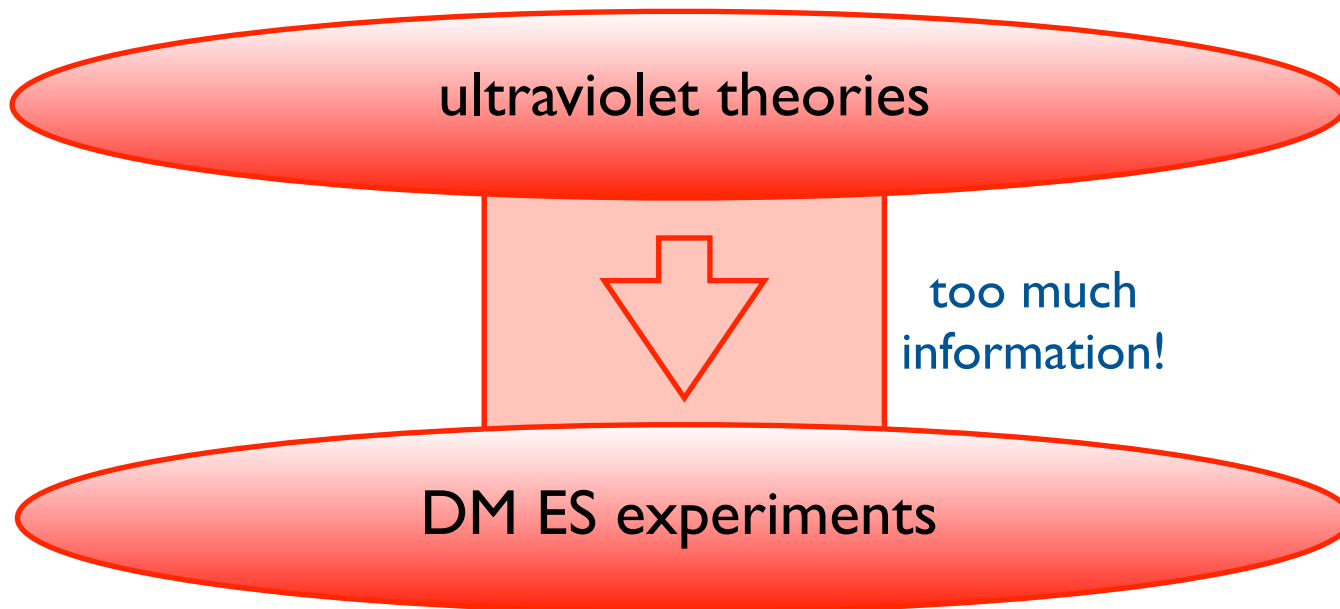 ultraviolet theories
too much
information!
DM ES experiments